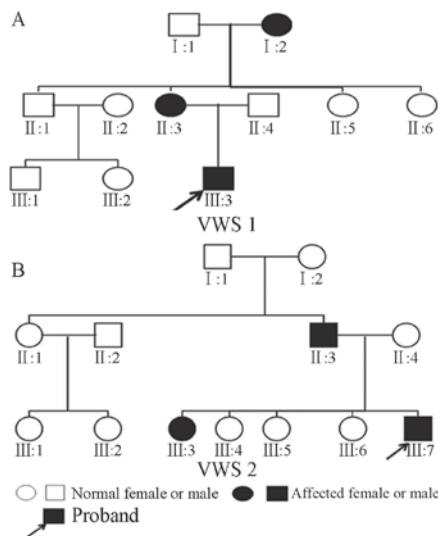 A
I:1 I:2
II:1 II:2 II:3 II:4 II:5 II:6
III:1 III:2 III:3
VWS 1
B
I:1 I:2
II:1 II:2 II:3 II:4
III:1 III:2 III:3 III:4 III:5 III:6 III:7
VWS 2
Normal female or male Affected female or male
Proband